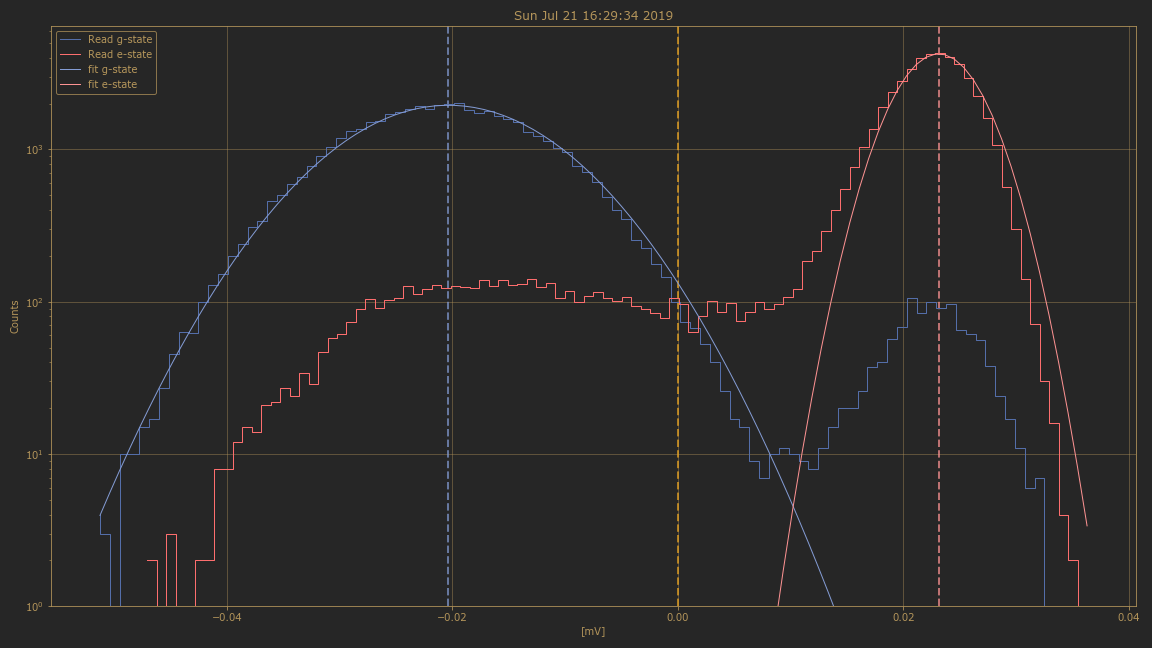 Sun Jul 21 16:29:34 2019
Read g-state
Read e-state
fit g-state
fit e-state
Counts
10³
10²
10¹
10⁰
−0.04
−0.02
0.00
0.02
0.04
[mV]